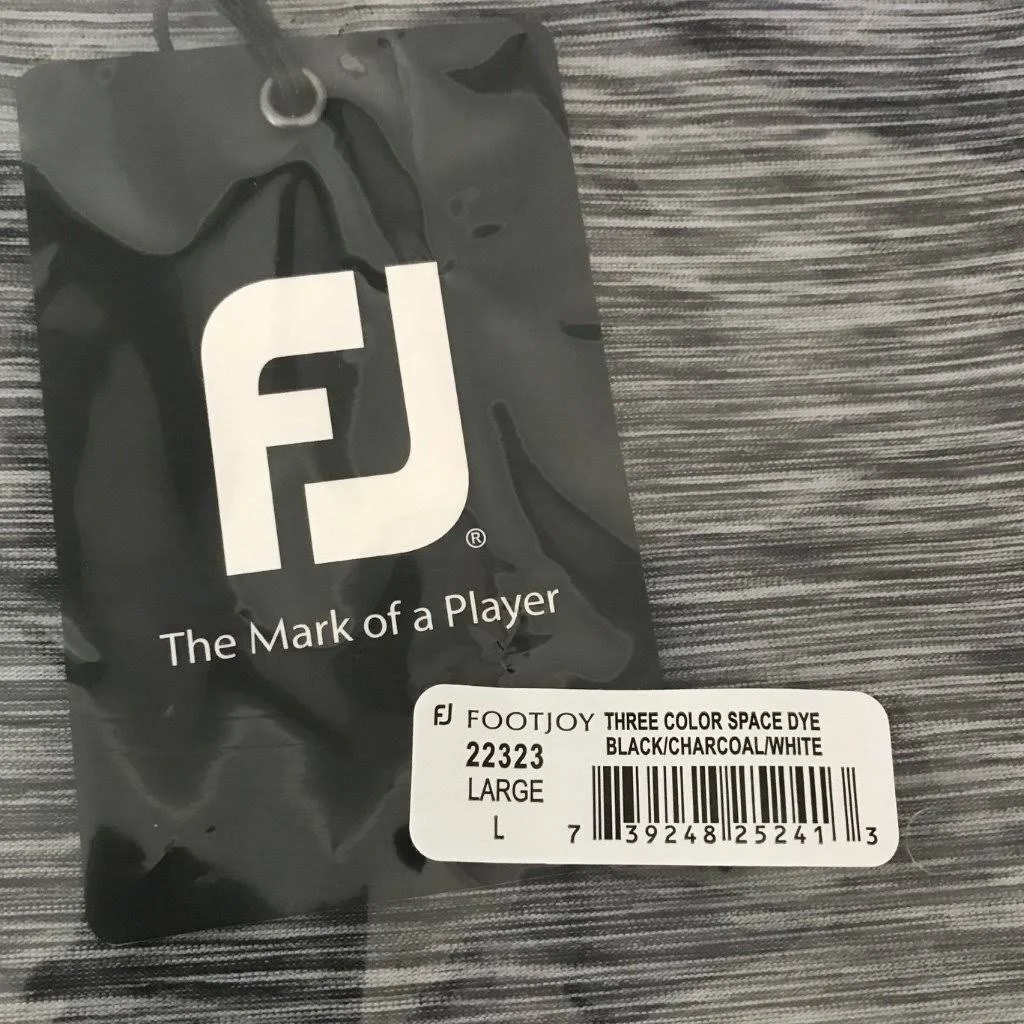 FJ
®
The Mark of a Player
FJ FOOTJOY THREE COLOR SPACE DYE
22323 BLACK/CHARCOAL/WHITE
LARGE
L
7 39248 25241 3